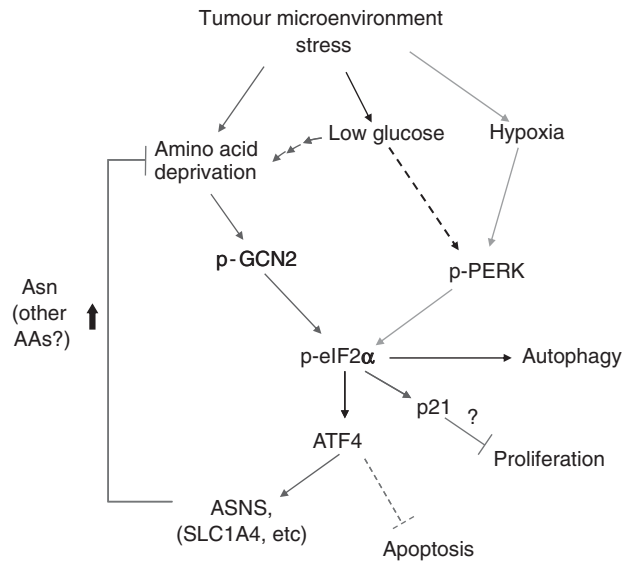 Tumour microenvironment
stress
Low glucose
Hypoxia
Amino acid
deprivation
p-GCN2
p-PERK
Asn
(other
AAs?)
p-eIF2α
Autophagy
p21
?
ATF4
Proliferation
ASNS,
(SLC1A4, etc)
Apoptosis